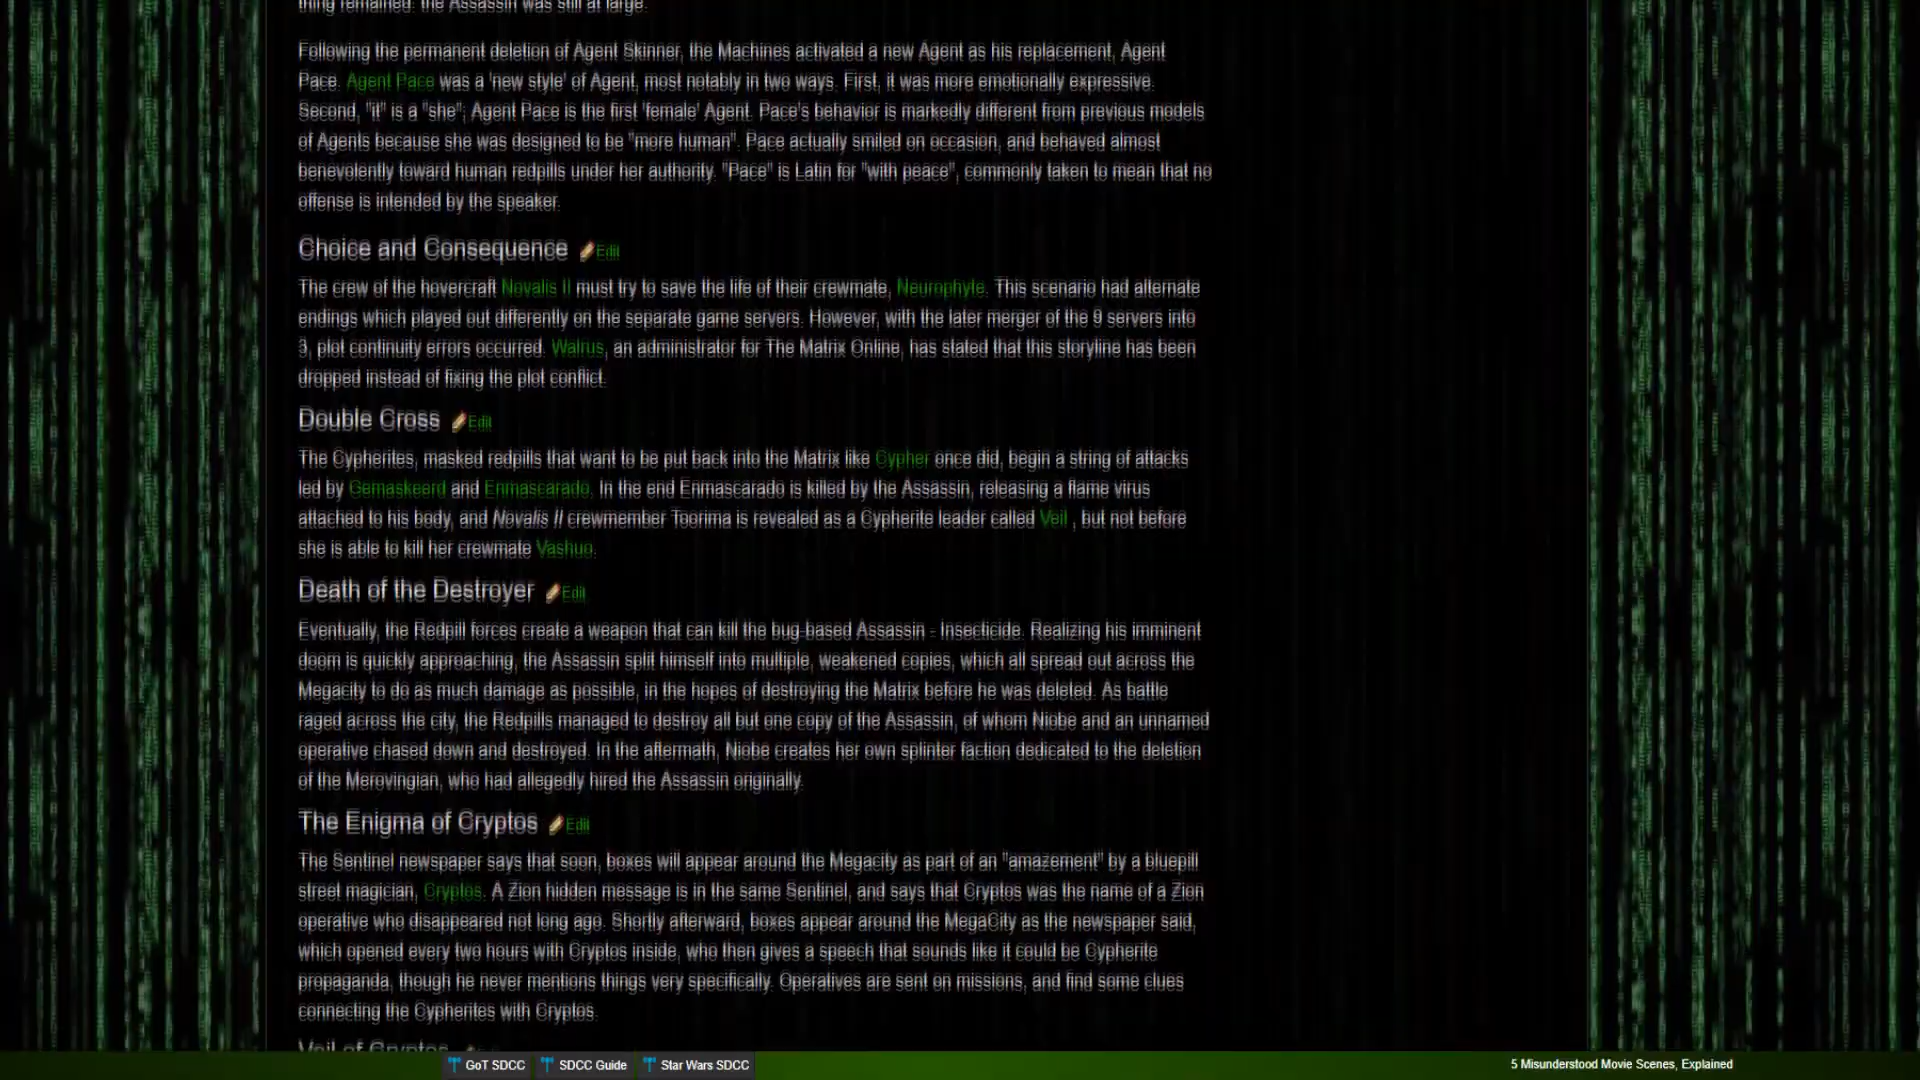 thing remained: the Assassin was still at large.
Following the permanent deletion of Agent Skinner, the Machines activated a new Agent as his replacement, Agent
Pace. Agent Pace was a 'new style' of Agent, most notably in two ways. First, it was more emotionally expressive.
Second, "it" is a "she"; Agent Pace is the first 'female' Agent. Pace's behavior is markedly different from previous models
of Agents because she was designed to be "more human". Pace actually smiled on occasion, and behaved almost
benevolently toward human redpills under her authority. "Pace" is Latin for "with peace", commonly taken to mean that no
offense is intended by the speaker.
Choice and Consequence Edit
The crew of the hovercraft Novalis II must try to save the life of their crewmate, Neurophyte. This scenario had alternate
endings which played out differently on the separate game servers. However, with the later merger of the 9 servers into
3, plot continuity errors occurred. Walrus, an administrator for The Matrix Online, has stated that this storyline has been
dropped instead of fixing the plot conflict.
Double Cross Edit
The Cypherites, masked redpills that want to be put back into the Matrix like Cypher once did, begin a string of attacks
led by Gemaskeerd and Enmascarado. In the end Enmascarado is killed by the Assassin, releasing a flame virus
attached to his body, and Novalis II crewmember Toorima is revealed as a Cypherite leader called Veil , but not before
she is able to kill her crewmate Vashuo.
Death of the Destroyer Edit
Eventually, the Redpill forces create a weapon that can kill the bug-based Assassin - Insecticide. Realizing his imminent
doom is quickly approaching, the Assassin split himself into multiple, weakened copies, which all spread out across the
Megacity to do as much damage as possible, in the hopes of destroying the Matrix before he was deleted. As battle
raged across the city, the Redpills managed to destroy all but one copy of the Assassin, of whom Niobe and an unnamed
operative chased down and destroyed. In the aftermath, Niobe creates her own splinter faction dedicated to the deletion
of the Merovingian, who had allegedly hired the Assassin originally.
The Enigma of Cryptos Edit
The Sentinel newspaper says that soon, boxes will appear around the Megacity as part of an "amazement" by a bluepill
street magician, Cryptos. A Zion hidden message is in the same Sentinel, and says that Cryptos was the name of a Zion
operative who disappeared not long ago. Shortly afterward, boxes appear around the MegaCity as the newspaper said,
which opened every two hours with Cryptos inside, who then gives a speech that sounds like it could be Cypherite
propaganda, though he never mentions things very specifically. Operatives are sent on missions, and find some clues
connecting the Cypherites with Cryptos.
Veil of Cryptos
GoT SDCC SDCC Guide Star Wars SDCC 5 Misunderstood Movie Scenes, Explained